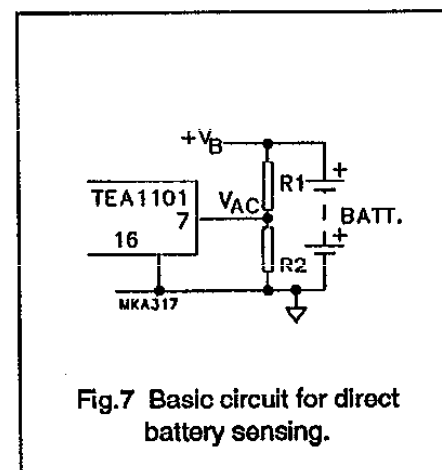 +VB
R1
+
TEA1101
VAC
7
BATT.
16
+
R2
MKA317
Fig.7 Basic circuit for direct
battery sensing.